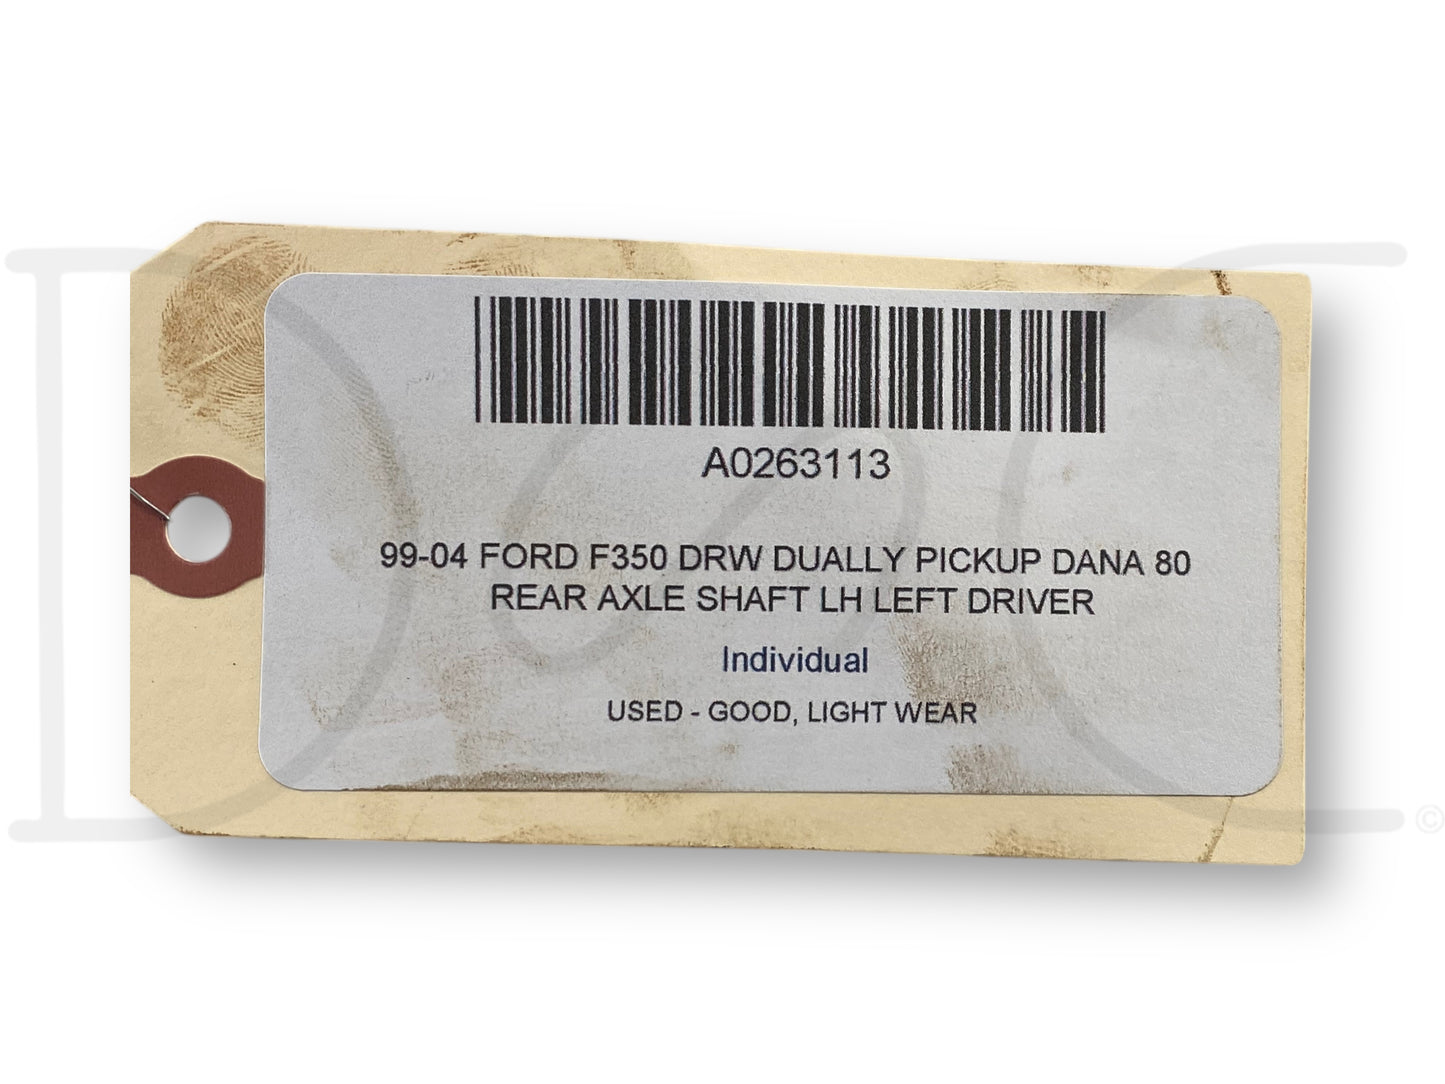 A0263113
99-04 FORD F350 DRW DUALLY PICKUP DANA 80
REAR AXLE SHAFT LH LEFT DRIVER
Individual
USED - GOOD, LIGHT WEAR
©